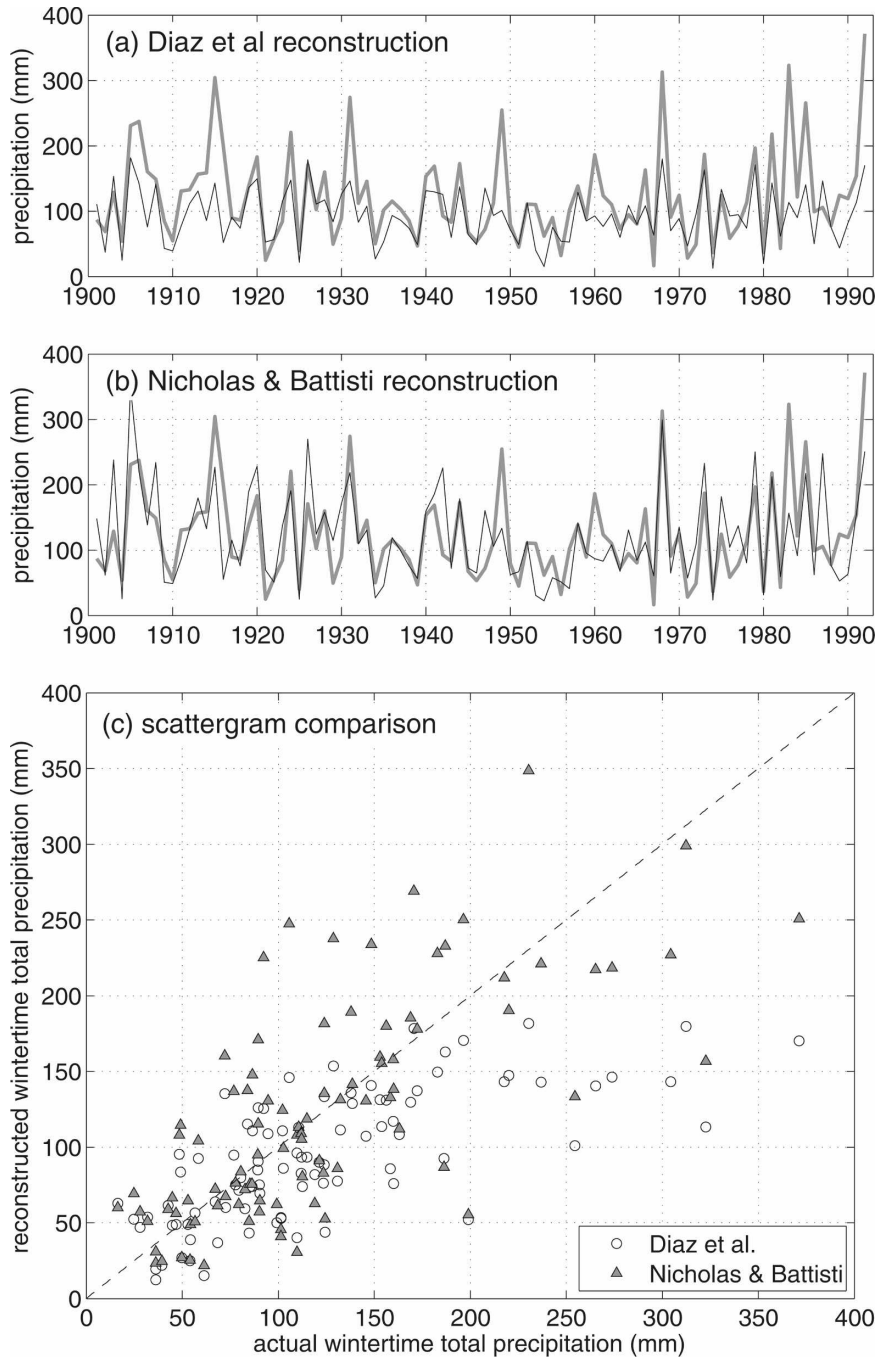 (a) Diaz et al reconstruction
precipitation (mm)
400
300
200
100
0
1900 1910 1920 1930 1940 1950 1960 1970 1980 1990
(b) Nicholas & Battisti reconstruction
precipitation (mm)
400
300
200
100
0
1900 1910 1920 1930 1940 1950 1960 1970 1980 1990
(c) scattergram comparison
reconstructed wintertime total precipitation (mm)
400
350
300
250
200
150
100
50
0
Diaz et al.
Nicholas & Battisti
0 50 100 150 200 250 300 350 400
actual wintertime total precipitation (mm)